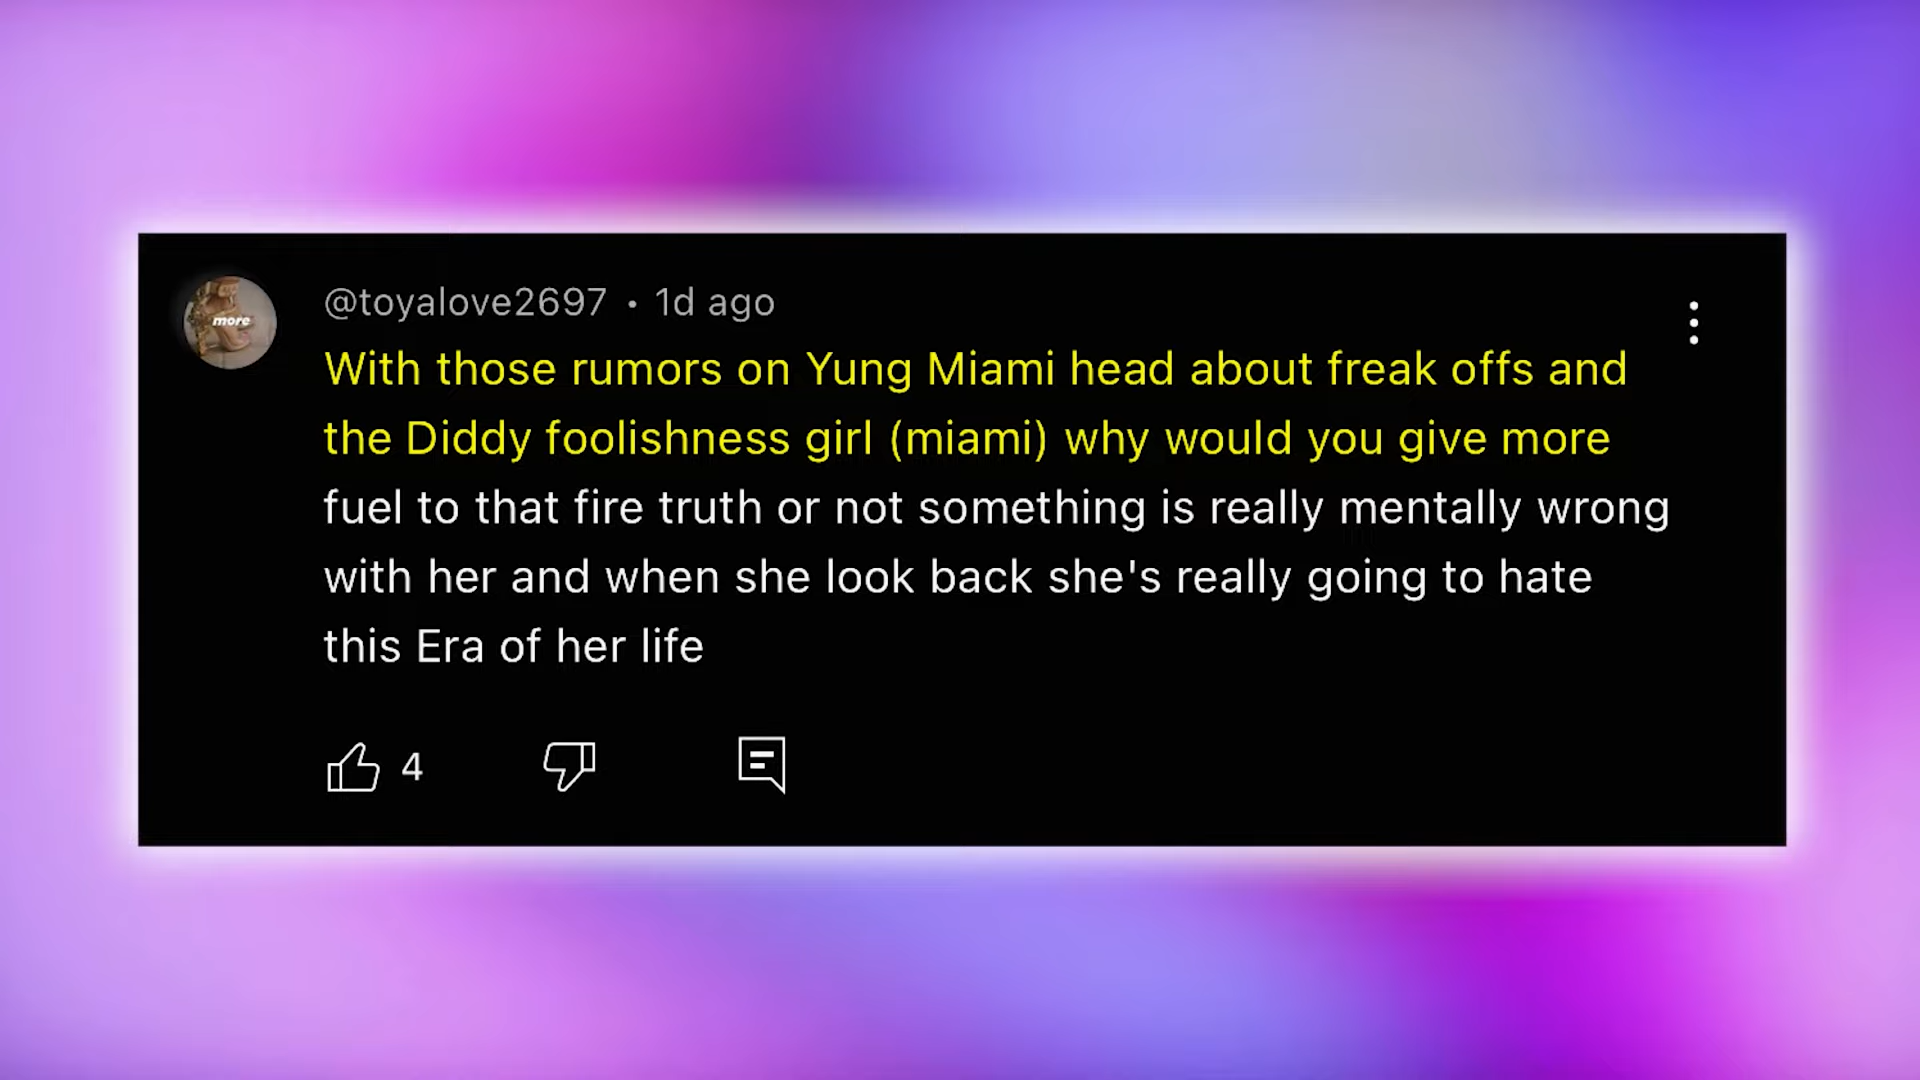 @toyalove2697 • 1d ago
more
With those rumors on Yung Miami head about freak offs and
the Diddy foolishness girl (miami) why would you give more
fuel to that fire truth or not something is really mentally wrong
with her and when she look back she's really going to hate
this Era of her life
4